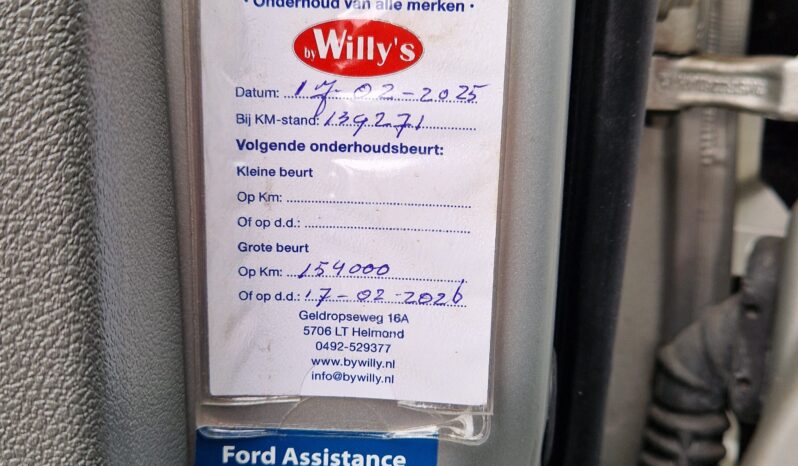 · Onderhoud van alle merken ·
by Willy's
Datum: 17-02-2025
Bij KM-stand: 139271
Volgende onderhoudsbeurt:
Kleine beurt
Op Km:
Of op d.d.:
Grote beurt
Op Km: 154000
Of op d.d.: 17-02-2026
Geldropseweg 16A
5706 LT Helmond
0492-529377
www.bywilly.nl
info@bywilly.nl
Ford Assistance